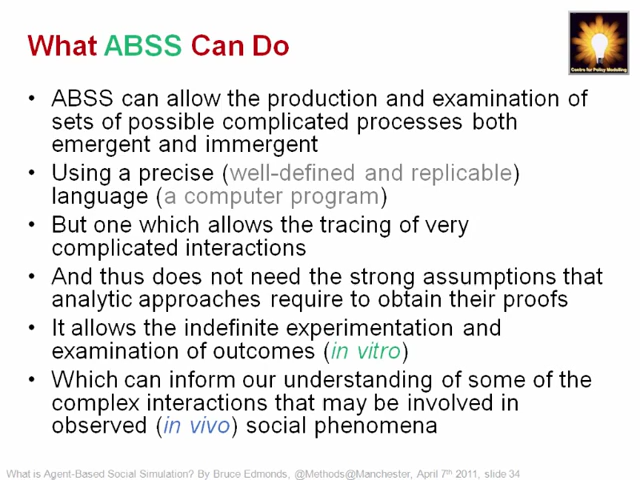 What ABSS Can Do
Centre for Policy Modelling
• ABSS can allow the production and examination of
sets of possible complicated processes both
emergent and immergent
• Using a precise (well-defined and replicable)
language (a computer program)
• But one which allows the tracing of very
complicated interactions
• And thus does not need the strong assumptions that
analytic approaches require to obtain their proofs
• It allows the indefinite experimentation and
examination of outcomes (in vitro)
• Which can inform our understanding of some of the
complex interactions that may be involved in
observed (in vivo) social phenomena
What is Agent-Based Social Simulation? By Bruce Edmonds, @Methods@Manchester, April 7th 2011, slide 34